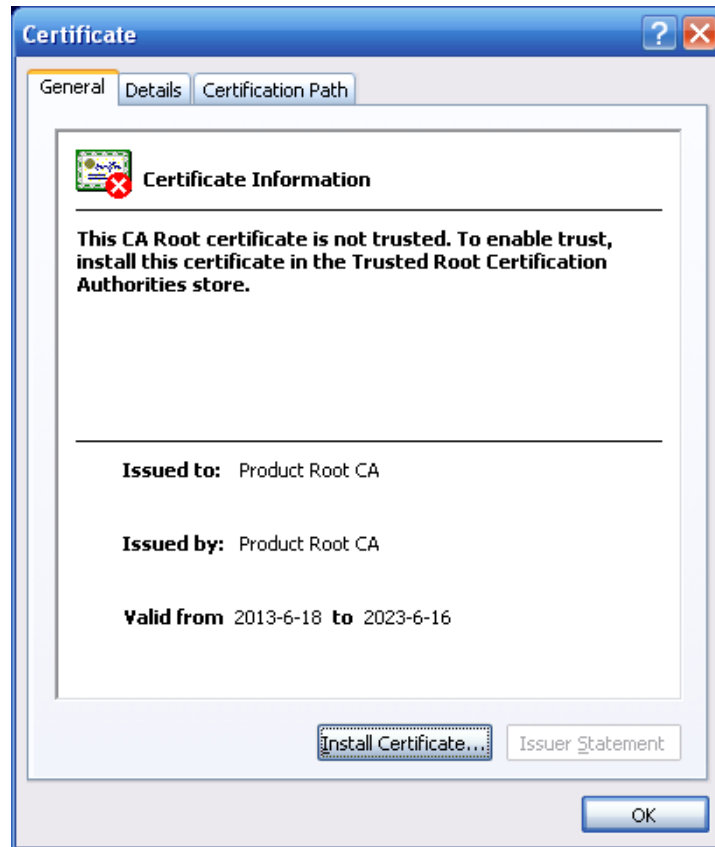 Certificate
General Details Certification Path
Certificate Information
This CA Root certificate is not trusted. To enable trust,
install this certificate in the Trusted Root Certification
Authorities store.
Issued to: Product Root CA
Issued by: Product Root CA
Valid from 2013-6-18 to 2023-6-16
Install Certificate... Issuer Statement
OK